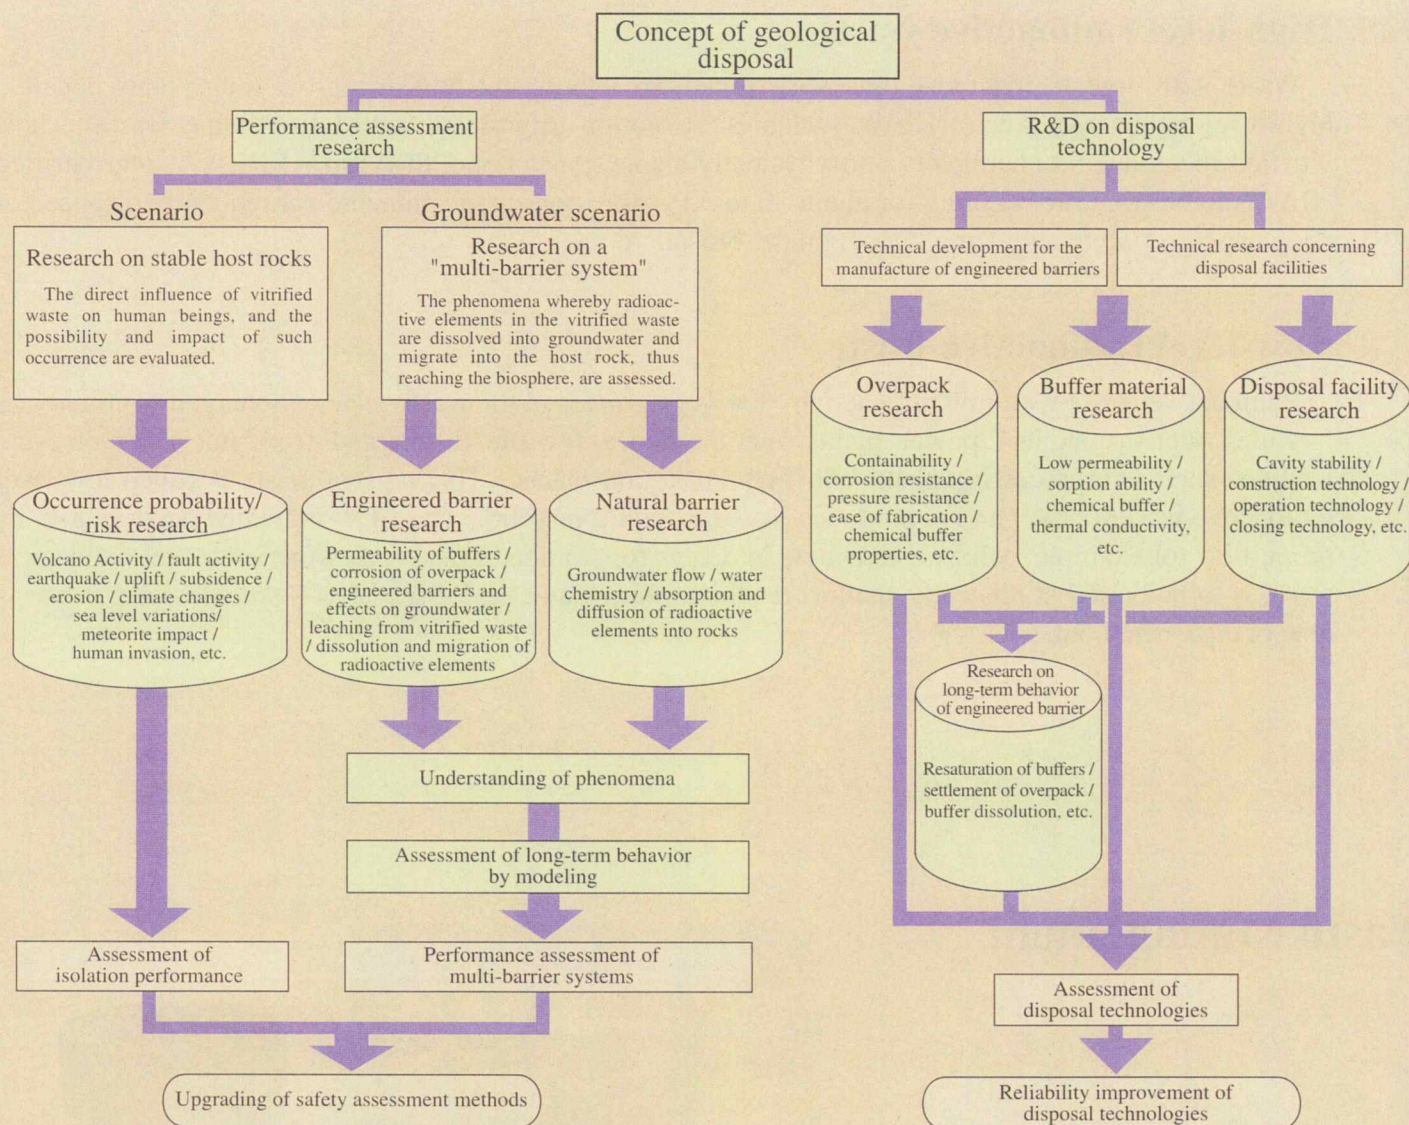 Concept of geological
disposal
Performance assessment
research
R&D on disposal
technology
Scenario
Research on stable host rocks
The direct influence of vitrified
waste on human beings, and the
possibility and impact of such
occurrence are evaluated.
Groundwater scenario
Research on a
"multi-barrier system"
The phenomena whereby radioac-
tive elements in the vitrified waste
are dissolved into groundwater and
migrate into the host rock, thus
reaching the biosphere, are assessed.
Technical development for the
manufacture of engineered barriers
Technical research concerning
disposal facilities
Overpack
research
Containability /
corrosion resistance /
pressure resistance /
ease of fabrication /
chemical buffer
properties, etc.
Buffer material
research
Low permeability /
sorption ability /
chemical buffer /
thermal conductivity,
etc.
Disposal facility
research
Cavity stability /
construction technology /
operation technology /
closing technology, etc.
Occurrence probability/
risk research
Volcano Activity / fault activity /
earthquake / uplift / subsidence /
erosion / climate changes /
sea level variations/
meteorite impact /
human invasion, etc.
Engineered barrier
research
Permeability of buffers /
corrosion of overpack /
engineered barriers and
effects on groundwater /
leaching from vitrified waste
/ dissolution and migration of
radioactive elements
Natural barrier
research
Groundwater flow / water
chemistry / absorption and
diffusion of radioactive
elements into rocks
Research on
long-term behavior
of engineered barrier
Resaturation of buffers /
settlement of overpack /
buffer dissolution, etc.
Understanding of phenomena
Assessment of long-term behavior
by modeling
Assessment of
isolation performance
Performance assessment of
multi-barrier systems
Assessment of
disposal technologies
Upgrading of safety assessment methods
Reliability improvement of
disposal technologies